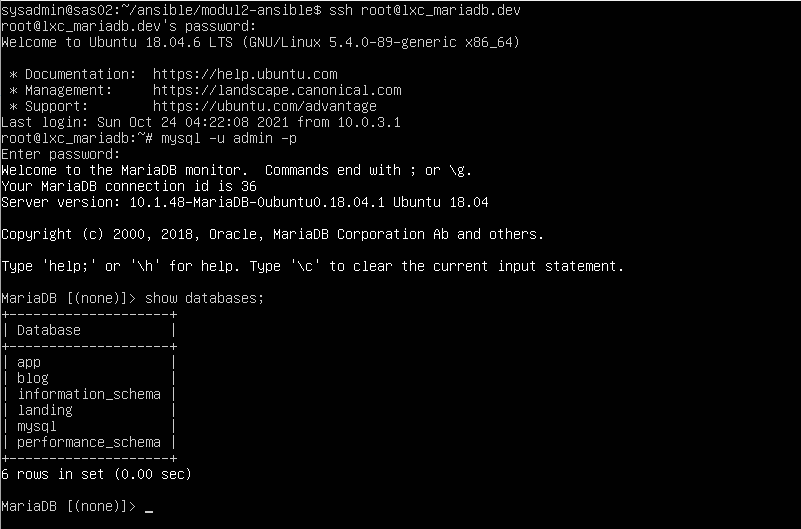 sysadmin@sas02:~/ansible/modul2-ansible$ ssh root@lxc_mariadb.dev
root@lxc_mariadb.dev's password:
Welcome to Ubuntu 18.04.6 LTS (GNU/Linux 5.4.0-89-generic x86_64)

 * Documentation:  https://help.ubuntu.com
 * Management:     https://landscape.canonical.com
 * Support:        https://ubuntu.com/advantage
Last login: Sun Oct 24 04:22:08 2021 from 10.0.3.1
root@lxc_mariadb:~# mysql -u admin -p
Enter password:
Welcome to the MariaDB monitor.  Commands end with ; or \g.
Your MariaDB connection id is 36
Server version: 10.1.48-MariaDB-0ubuntu0.18.04.1 Ubuntu 18.04

Copyright (c) 2000, 2018, Oracle, MariaDB Corporation Ab and others.

Type 'help;' or '\h' for help. Type '\c' to clear the current input statement.

MariaDB [(none)]> show databases;
+--------------------+
| Database           |
+--------------------+
| app                |
| blog               |
| information_schema |
| landing            |
| mysql              |
| performance_schema |
+--------------------+
6 rows in set (0.00 sec)

MariaDB [(none)]> _